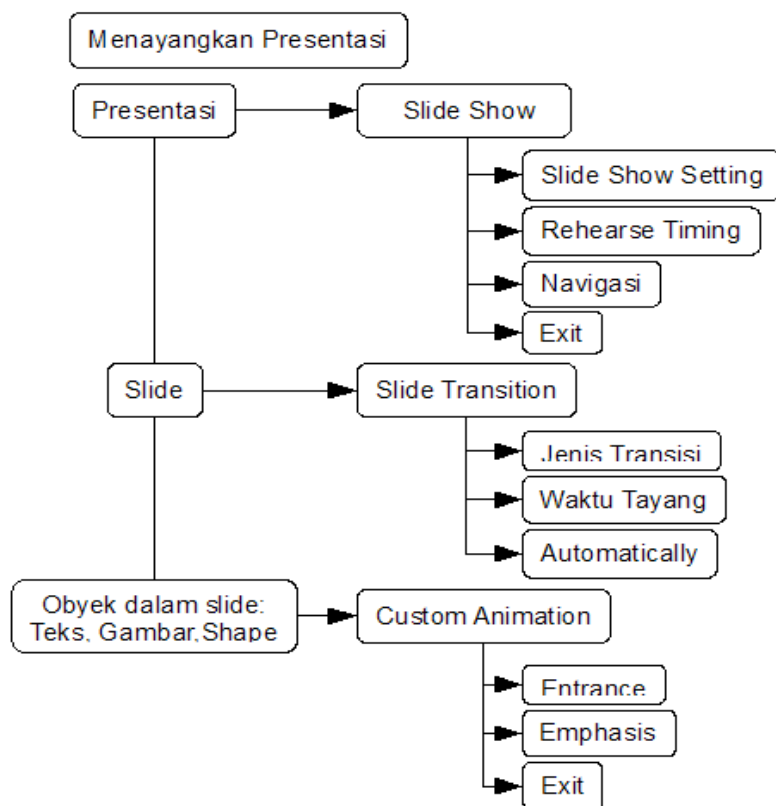 Menayangkan Presentasi
Presentasi
Slide Show
Slide Show Setting
Rehearse Timing
Navigasi
Exit
Slide
Slide Transition
Jenis Transisi
Waktu Tayang
Automatically
Obyek dalam slide:
Teks, Gambar,Shape
Custom Animation
Entrance
Emphasis
Exit